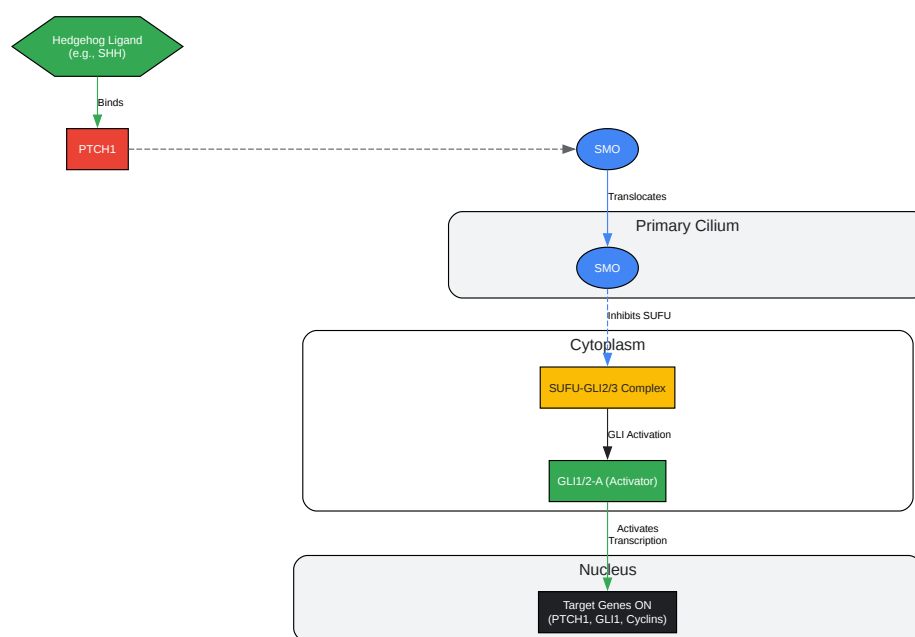 Hedgehog Ligand
(e.g., SHH)
Binds
PTCH1
SMO
Translocates
Primary Cilium
SMO
Inhibits SUFU
Cytoplasm
SUFU-GLI2/3 Complex
GLI Activation
GLI1/2-A (Activator)
Activates
Transcription
Nucleus
Target Genes ON
(PTCH1, GLI1, Cyclins)